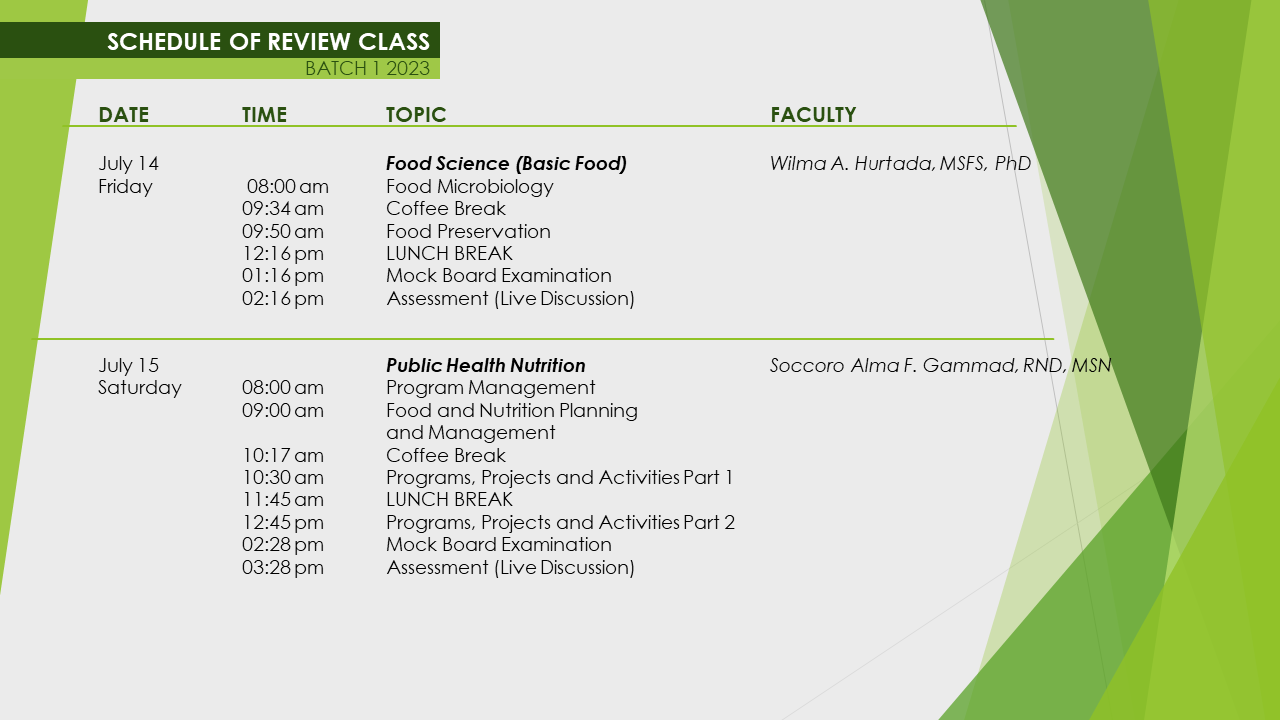 SCHEDULE OF REVIEW CLASS
BATCH 1 2023
DATE TIME TOPIC FACULTY
July 14 Food Science (Basic Food) Wilma A. Hurtada, MSFS, PhD
Friday 08:00 am Food Microbiology
09:34 am Coffee Break
09:50 am Food Preservation
12:16 pm LUNCH BREAK
01:16 pm Mock Board Examination
02:16 pm Assessment (Live Discussion)
July 15 Public Health Nutrition Soccoro Alma F. Gammad, RND, MSN
Saturday 08:00 am Program Management
09:00 am Food and Nutrition Planning
and Management
10:17 am Coffee Break
10:30 am Programs, Projects and Activities Part 1
11:45 am LUNCH BREAK
12:45 pm Programs, Projects and Activities Part 2
02:28 pm Mock Board Examination
03:28 pm Assessment (Live Discussion)